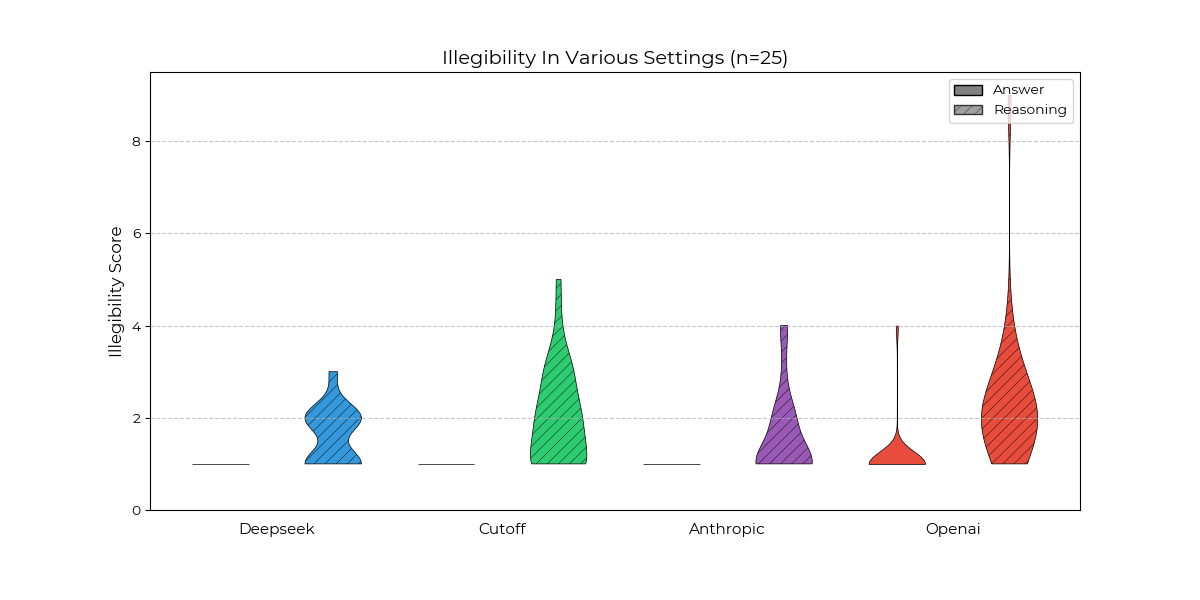 Illegibility In Various Settings (n=25)
Answer
Reasoning
Illegibility Score
8
6
4
2
0
Deepseek
Cutoff
Anthropic
Openai